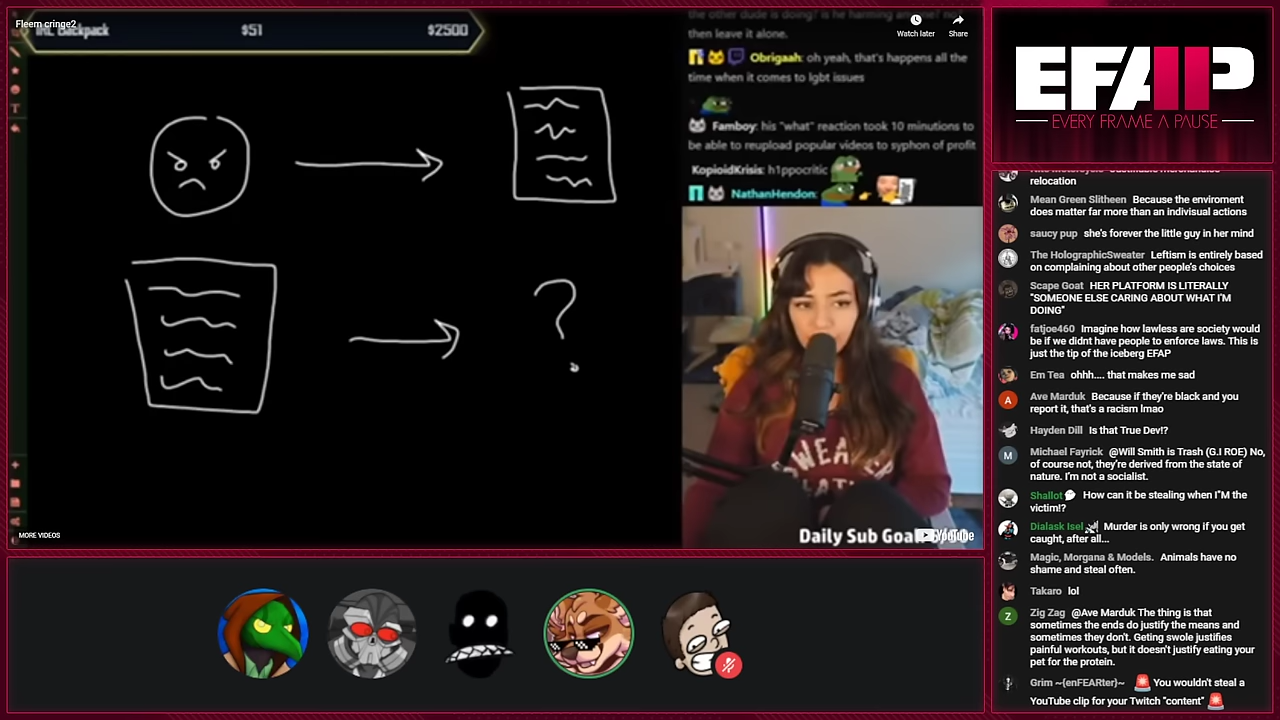 Fleem cringe2
IRL Backpack
$51
$2500
Watch later
Share
the other dude is doing? is he harming anyone? no?
then leave it alone.
Obrigaah: oh yeah, that's happens all the
time when it comes to lgbt issues
Famboy: his "what" reaction took 10 minutions to
be able to reupload popular videos to syphon of profit
KopioidKrisis: h1ppocritic
NathanHendon:
?
MORE VIDEOS
Daily Sub Goal
YouTube
EFAP
EVERY FRAME A PAUSE
relocation
Mean Green Slitheen Because the enviroment
does matter far more than an indivisual actions
saucy pup she's forever the little guy in her mind
The HolographicSweater Leftism is entirely based
on complaining about other people's choices
Scape Goat HER PLATFORM IS LITERALLY
"SOMEONE ELSE CARING ABOUT WHAT I'M
DOING"
fatjoe460 Imagine how lawless are society would
be if we didnt have people to enforce laws. This is
just the tip of the iceberg EFAP
Em Tea ohhh.... that makes me sad
A
Ave Marduk Because if they're black and you
report it, that's a racism lmao
Hayden Dill Is that True Dev!?
M
Michael Fayrick @Will Smith is Trash (G.I ROE) No,
of course not, they're derived from the state of
nature. I'm not a socialist.
Shallot How can it be stealing when I"M the
victim!?
Dialask Isel Murder is only wrong if you get
caught, after all...
Magic, Morgana & Models. Animals have no
shame and steal often.
Takaro lol
Z
Zig Zag @Ave Marduk The thing is that
sometimes the ends do justify the means and
sometimes they don't. Geting swole justifies
painful workouts, but it doesn't justify eating your
pet for the protein.
Grim ~{enFEARter}~ 🚨 You wouldn't steal a
YouTube clip for your Twitch "content" 🚨